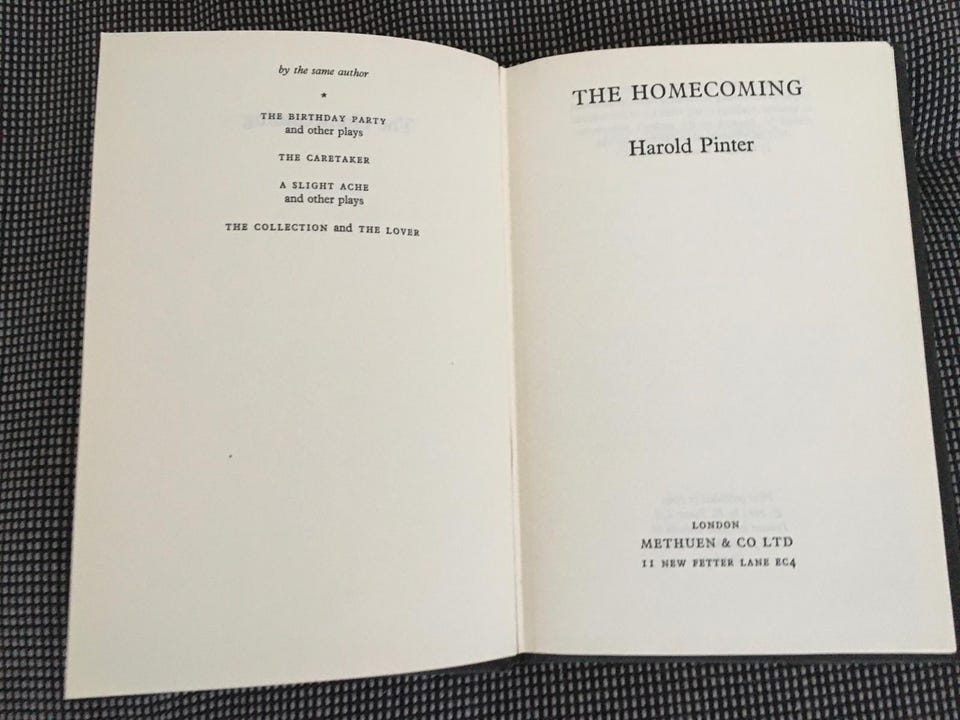 by the same author
★
THE BIRTHDAY PARTY
and other plays
THE CARETAKER
A SLIGHT ACHE
and other plays
THE COLLECTION and THE LOVER
THE HOMECOMING
Harold Pinter
LONDON
METHUEN & CO LTD
11 NEW FETTER LANE EC4